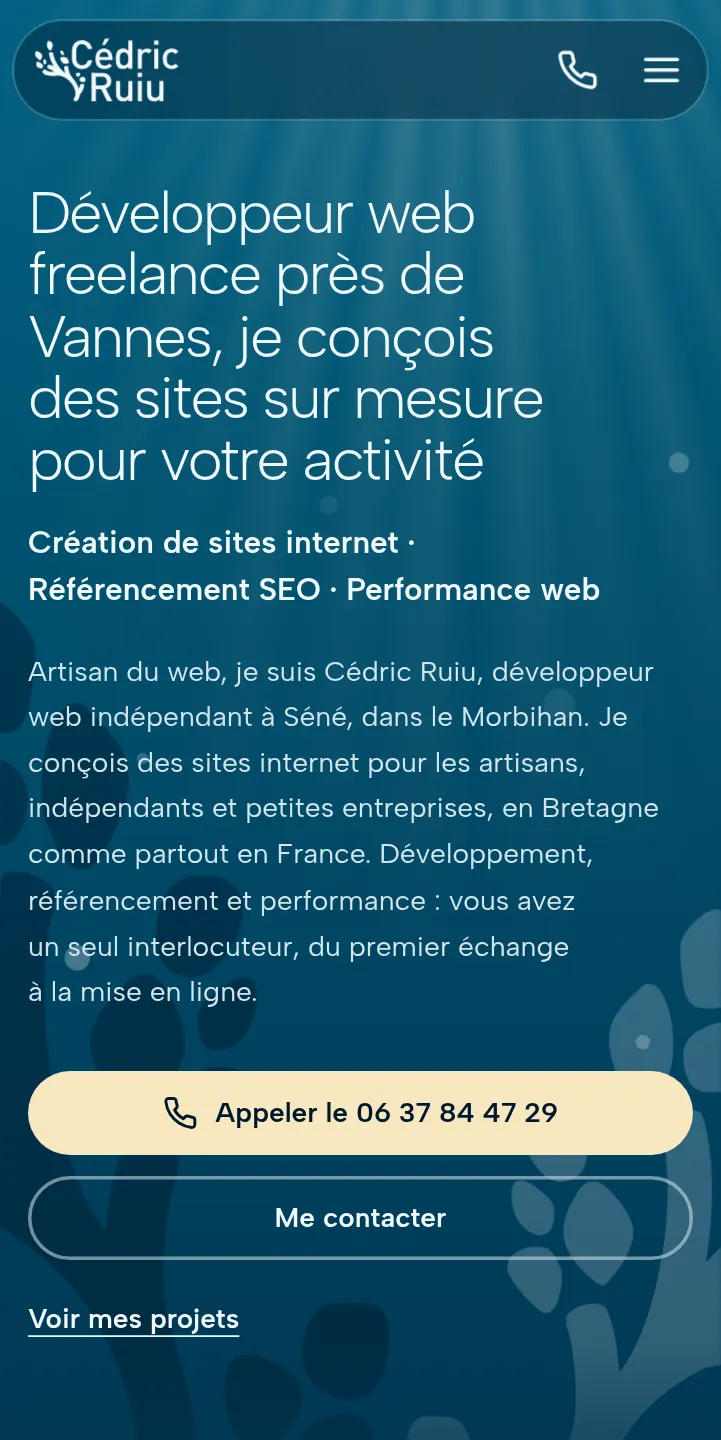 Cédric
Ruiu
Développeur web
freelance près de
Vannes, je conçois
des sites sur mesure
pour votre activité
Création de sites internet ·
Référencement SEO · Performance web
Artisan du web, je suis Cédric Ruiu, développeur
web indépendant à Séné, dans le Morbihan. Je
conçois des sites internet pour les artisans,
indépendants et petites entreprises, en Bretagne
comme partout en France. Développement,
référencement et performance : vous avez
un seul interlocuteur, du premier échange
à la mise en ligne.
Appeler le 06 37 84 47 29
Me contacter
Voir mes projets